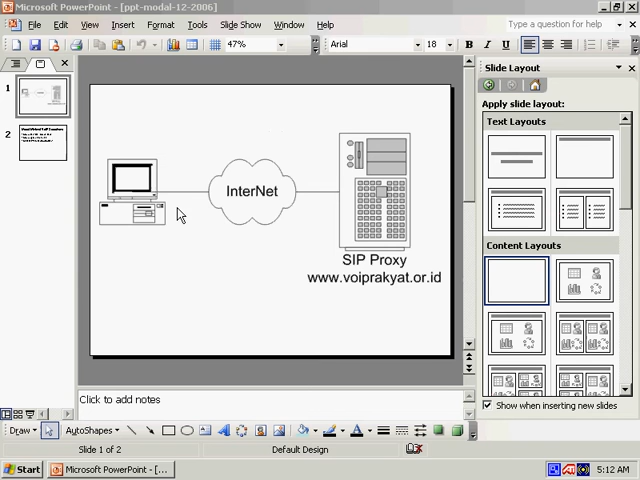 Microsoft PowerPoint - [ppt-modal-12-2006]
File Edit View Insert Format Tools Slide Show Window Help
Type a question for help
47%
Arial
18
B I U
Slide Layout
Apply slide layout:
Text Layouts
1
2
InterNet
Content Layouts
SIP Proxy
www.voiprakyat.or.id
Click to add notes
Show when inserting new slides
Draw
AutoShapes
Slide 1 of 2
Default Design
Start
Microsoft PowerPoint - [...
5:12 AM